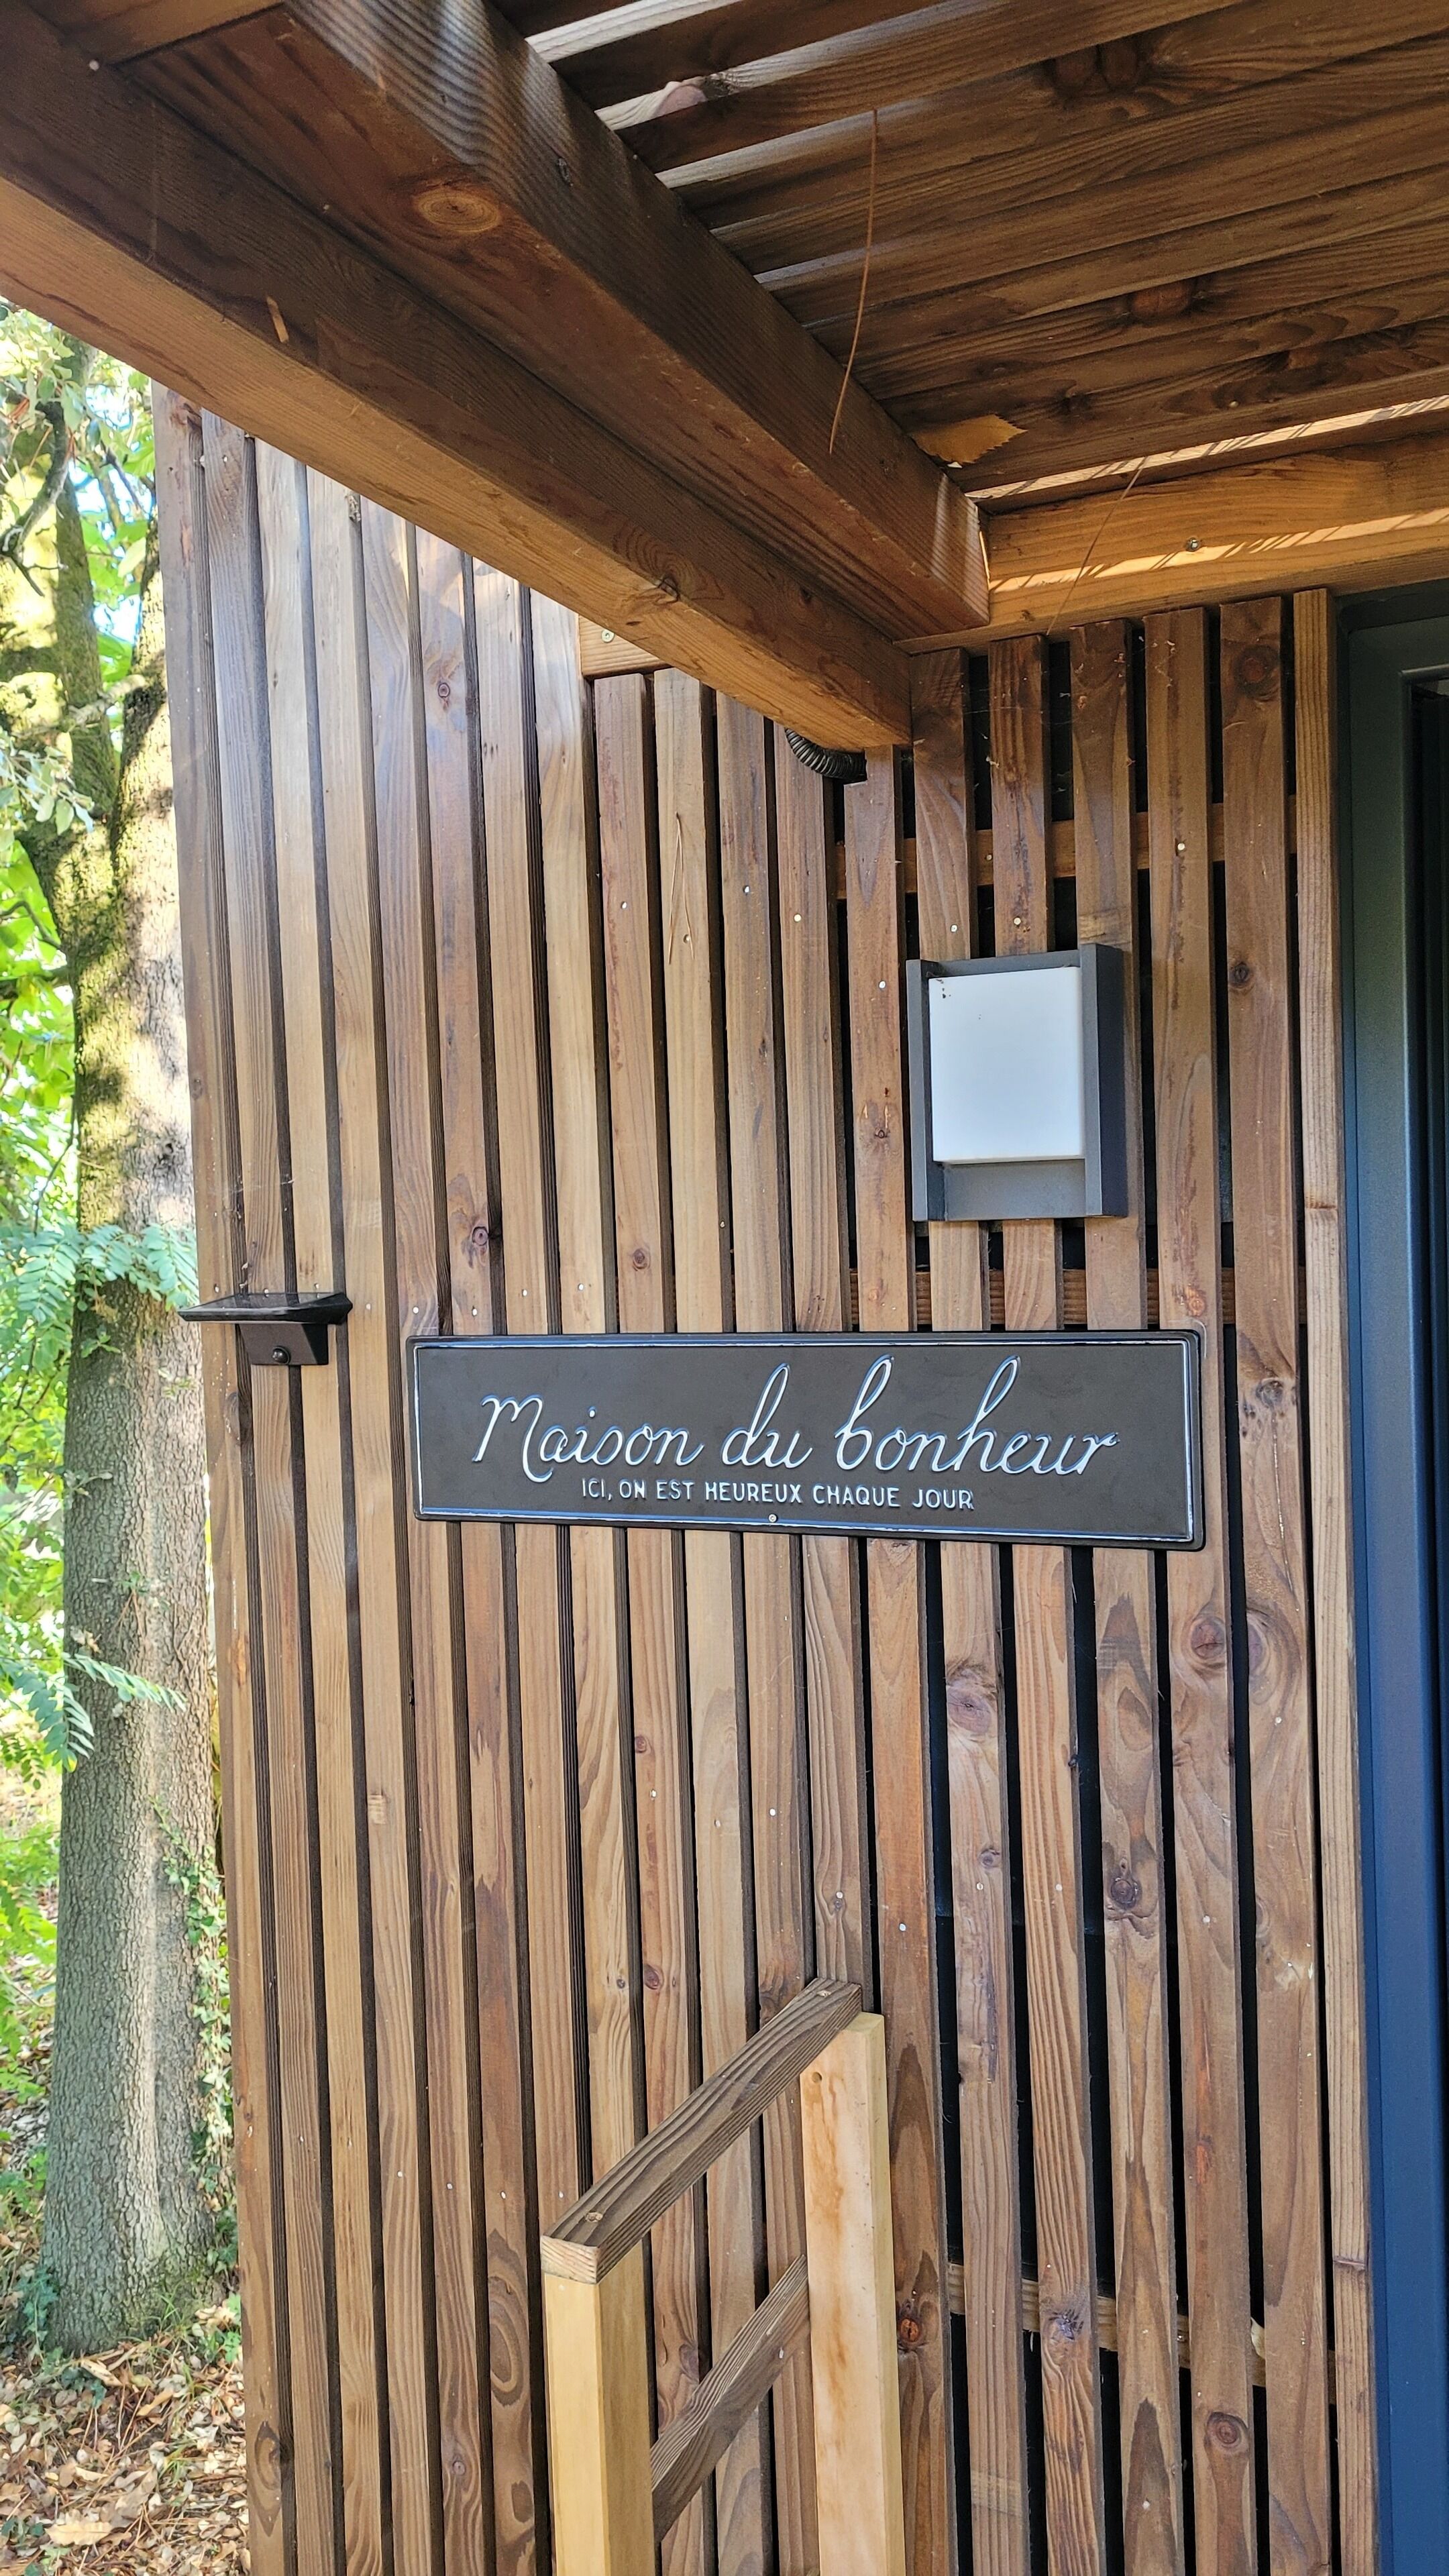 Maison du bonheur
ICI, ON EST HEUREUX CHAQUE JOUR